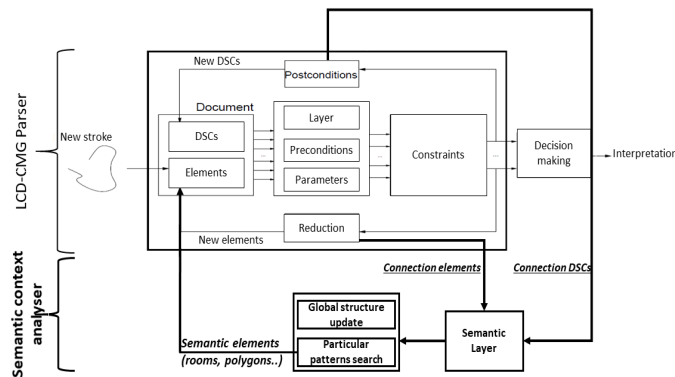 LCD-CMG Parser
New DSCs
Postconditions
Document
New stroke
DSCs
Elements
Layer
Preconditions
Parameters
...
...
Constraints
...
Decision
making
Interpretation
New elements
Reduction
Semantic context
analyser
Connection elements
Connection DSCs
Global structure
update
Particular
patterns search
Semantic
Layer
Semantic elements
(rooms, polygons..)